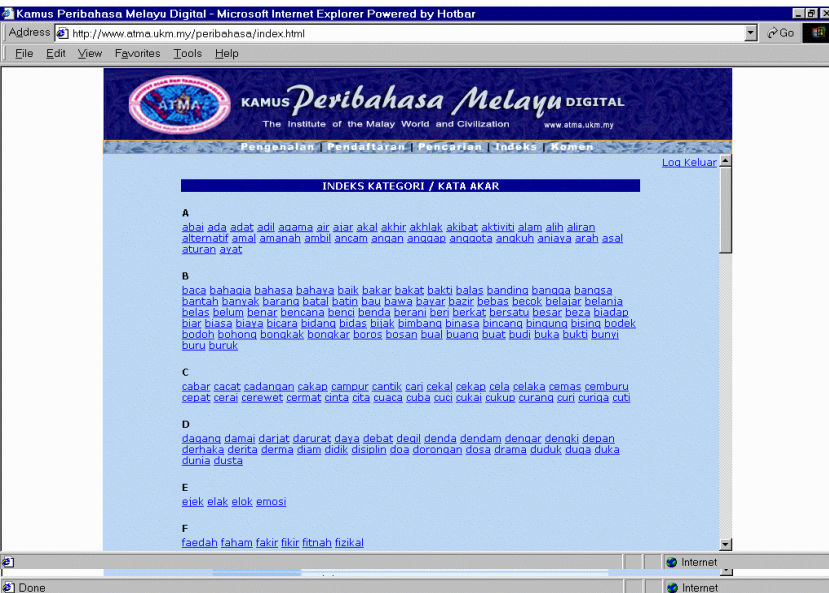 Kamus Peribahasa Melayu Digital - Microsoft Internet Explorer Powered by Hotbar
Address http://www.atma.ukm.my/peribahasa/index.html Go
File Edit View Favorites Tools Help
ATMA
KAMUS Peribahasa Melayu DIGITAL
The Institute of the Malay World and Civilization www.atma.ukm.my
Pengenalan | Pendaftaran | Pencarian | Indeks | Komen
Log Keluar
INDEKS KATEGORI / KATA AKAR
A
abai ada adat adil agama air ajar akal akhir akhlak akibat aktiviti alam alih aliran
alternatif amal amanah ambil ancam angan anggap anggota angkuh aniaya arah asal
aturan ayat
B
baca bahagia bahasa bahaya baik bakar bakat bakti balas banding bangga bangsa
bantah banyak barang batal batin bau bawa bayar bazir bebas becok belajar belanja
belas belum benar bencana benci benda berani beri berkat bersatu besar beza biadap
biar biasa biaya bicara bidang bidas bijak bimbang binasa bincang bingung bising bodek
bodoh bohong bongkak bongkar boros bosan bual buang buat budi buka bukti bunyi
buru buruk
C
cabar cacat cadangan cakap campur cantik cari cekal cekap cela celaka cemas cemburu
cepat cerai cerewet cermat cinta cita cuaca cuba cuci cukai cukup curang curi curiga cuti
D
dagang damai darjat darurat daya debat degil denda dendam dengar dengki depan
derhaka derita derma diam didik disiplin doa dorongan dosa drama duduk duga duka
dunia dusta
E
ejek elak elok emosi
F
faedah faham fakir fikir fitnah fizikal
Internet
Done Internet